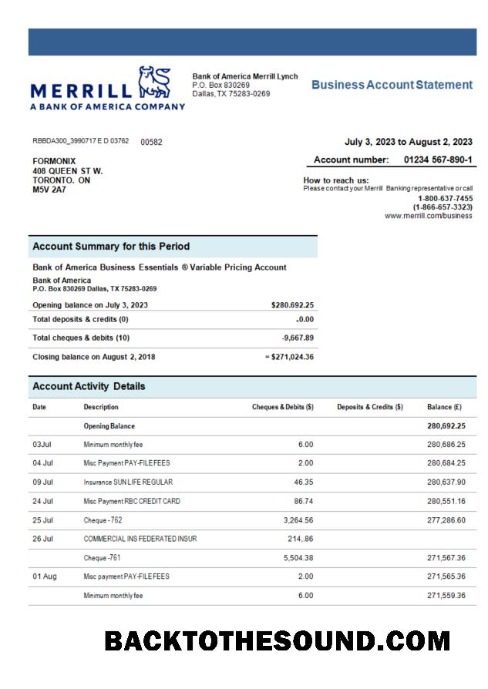 MERRILL
A BANK OF AMERICA COMPANY
Bank of America Merrill Lynch
P.O. Box 830269
Dallas, TX 75283-0269
Business Account Statement
RBBDA300_3990717 E D 03762 00582
FORMONIX
408 QUEEN ST W.
TORONTO. ON
M5V 2A7
July 3, 2023 to August 2, 2023
Account number: 01234 567-890-1
How to reach us:
Please contact your Merrill Banking representative or call
1-800-637-7455
(1-866-657-3323)
www.merrill.com/business
Account Summary for this Period
Bank of America Business Essentials ® Variable Pricing Account
Bank of America
P.O. Box 830269 Dallas, TX 75283-0269
Opening balance on July 3, 2023 $280.692.25
Total deposits & credits (0) .0.00
Total cheques & debits (10) -9,667.89
Closing balance on August 2, 2018 = $271,024.36
Account Activity Details
Date Description Cheques & Debits ($) Deposits & Credits ($) Balance (£)
Opening Balance 280,692.25
03Jul Minimum monthly fee 6.00 280,686.25
04 Jul Misc Payment PAY-FILEFEES 2.00 280,684.25
09 Jul Insurance SUN LIFE REGULAR 46.35 280,637.90
24 Jul Misc Payment RBC CREDIT CARD 86.74 280,551.16
25 Jul Cheque -762 3,264.56 277,286.60
26 Jul COMMERCIAL INS FEDERATED INSUR 214,.86
Cheque -761 5,504.38 271,567.36
01 Aug Misc payment PAY-FILEFEES 2.00 271,565.36
Minimum monthly fee 6.00 271,559.36
BACKTOTHESOUND.COM